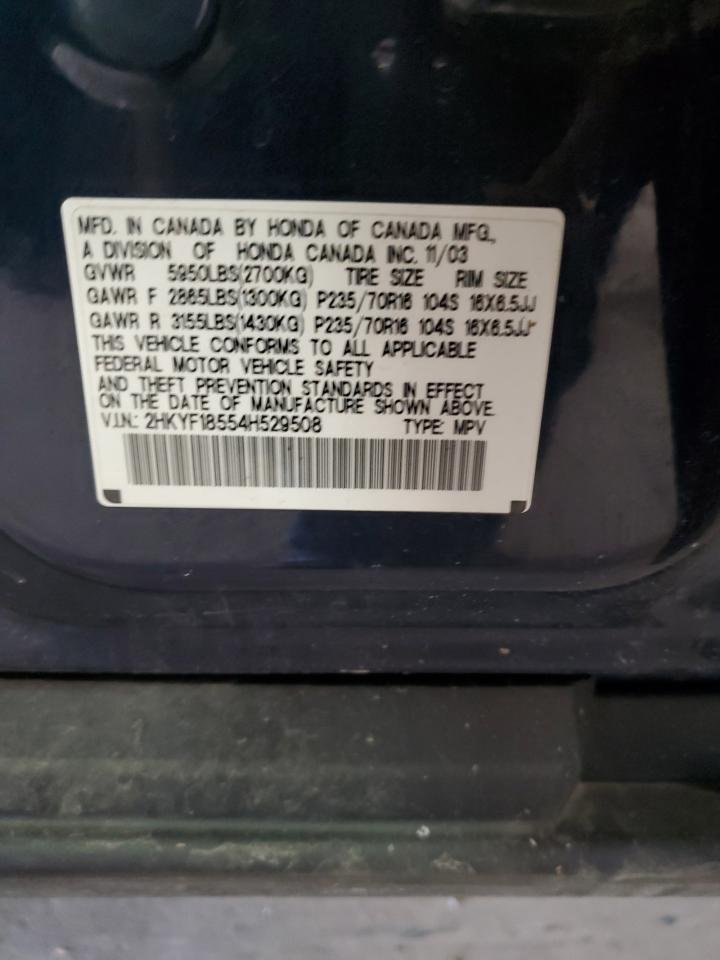 MFD. IN CANADA BY HONDA OF CANADA MFG.,
A DIVISION OF HONDA CANADA INC. 11/03
GVWR 5950LBS(2700KG) TIRE SIZE RIM SIZE
GAWR F 2865LBS(1300KG) P235/70R16 104S 16X6.5JJ
GAWR R 3155LBS(1430KG) P235/70R16 104S 16X6.5JJ
THIS VEHICLE CONFORMS TO ALL APPLICABLE
FEDERAL MOTOR VEHICLE SAFETY
AND THEFT PREVENTION STANDARDS IN EFFECT
ON THE DATE OF MANUFACTURE SHOWN ABOVE.
V.I.N.: 2HKYF18554H529508 TYPE: MPV